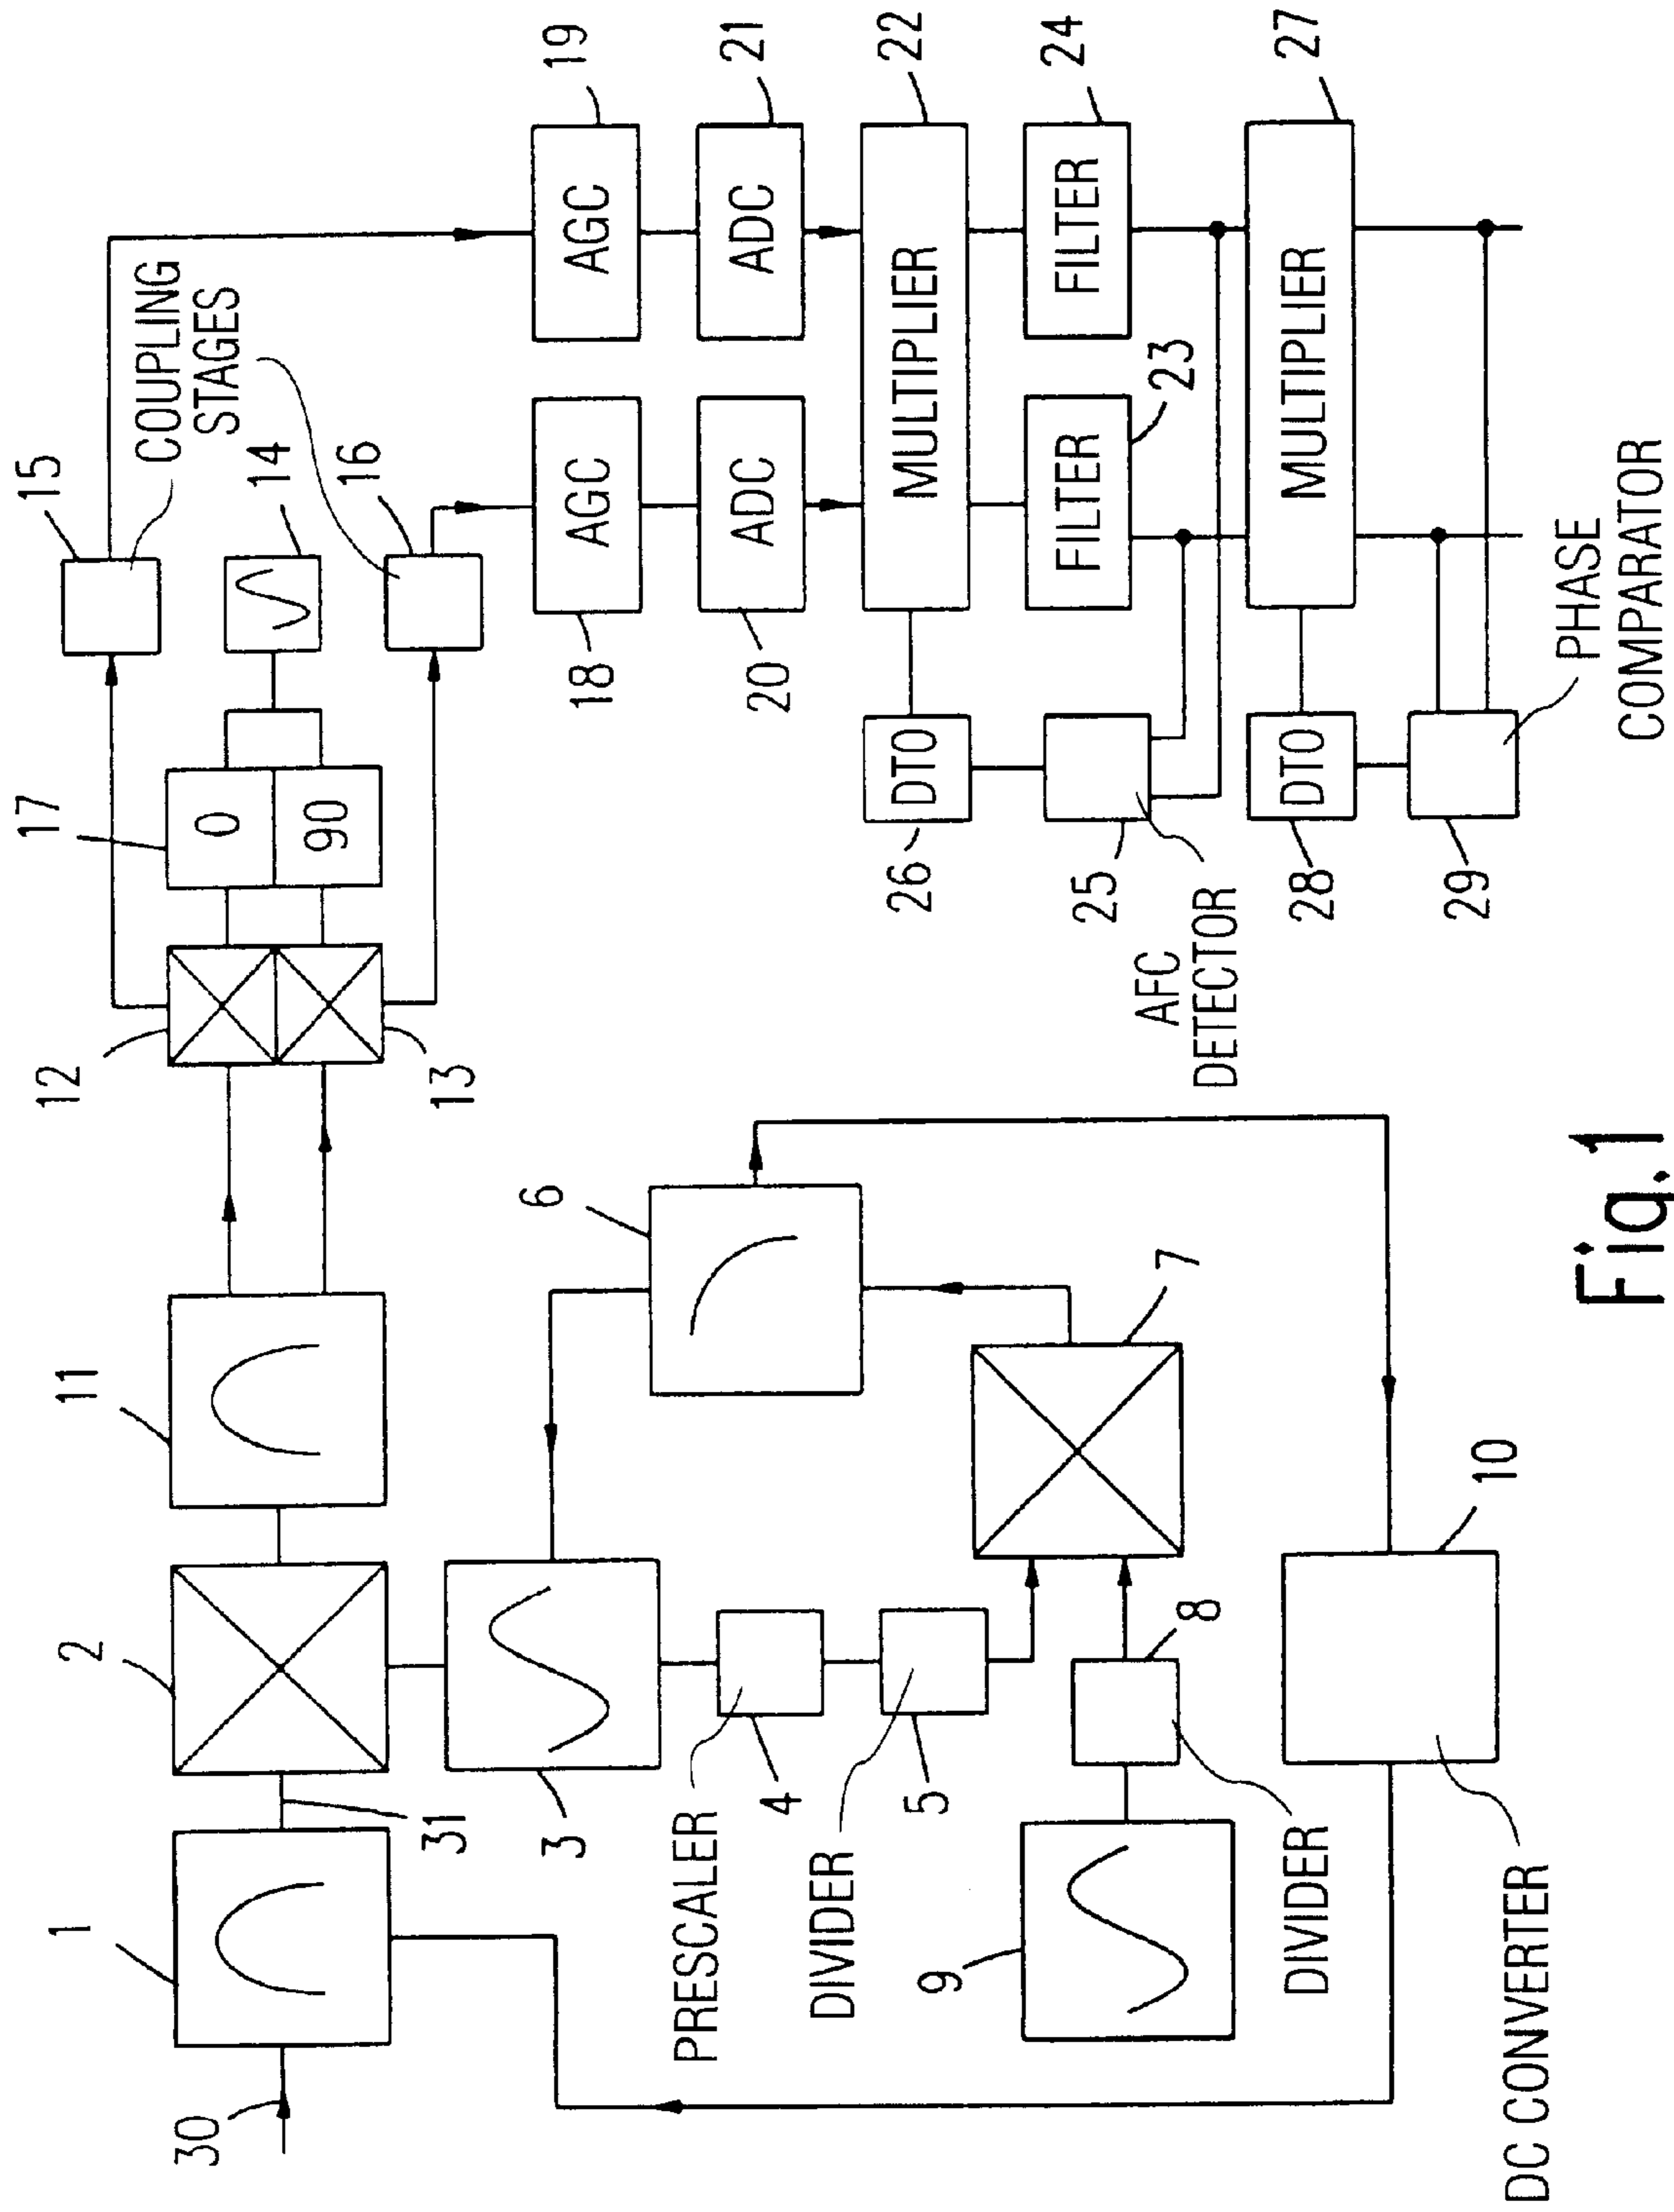 30
1
31
2
11
12
13
17
0
90
14
15
16
COUPLING
STAGES
3
PRESCALER
4
DIVIDER
5
6
7
8
DIVIDER
9
10
DC CONVERTER
18
AGC
19
AGC
20
ADC
21
ADC
22
MULTIPLIER
23
FILTER
24
FILTER
25
AFC
DETECTOR
26
DTO
27
MULTIPLIER
28
DTO
29
PHASE
COMPARATOR
Fig.1